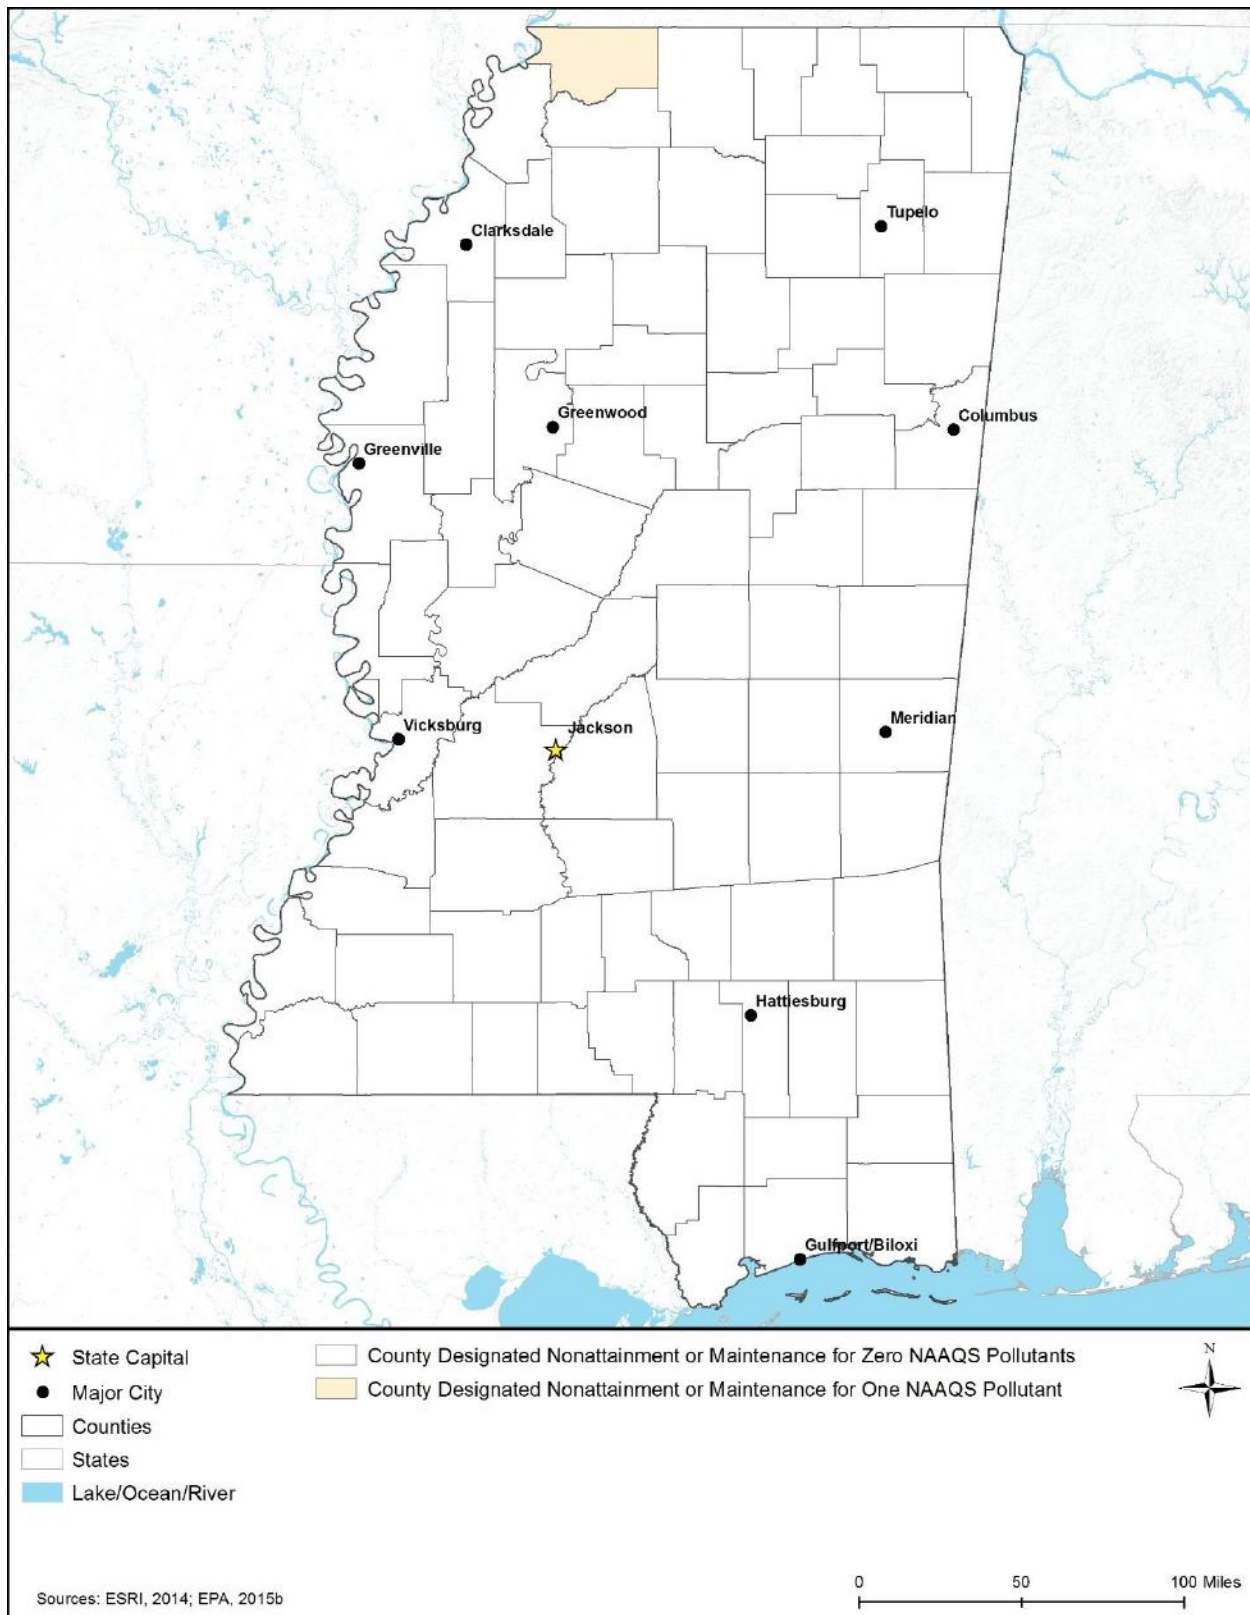 Tupelo
Clarksdale
Greenwood
Columbus
Greenville
Vicksburg
Jackson
Meridian
Hattiesburg
Gulfport/Biloxi
State Capital
Major City
Counties
States
Lake/Ocean/River
County Designated Nonattainment or Maintenance for Zero NAAQS Pollutants
County Designated Nonattainment or Maintenance for One NAAQS Pollutant
N
Sources: ESRI, 2014; EPA, 2015b
0 50 100 Miles